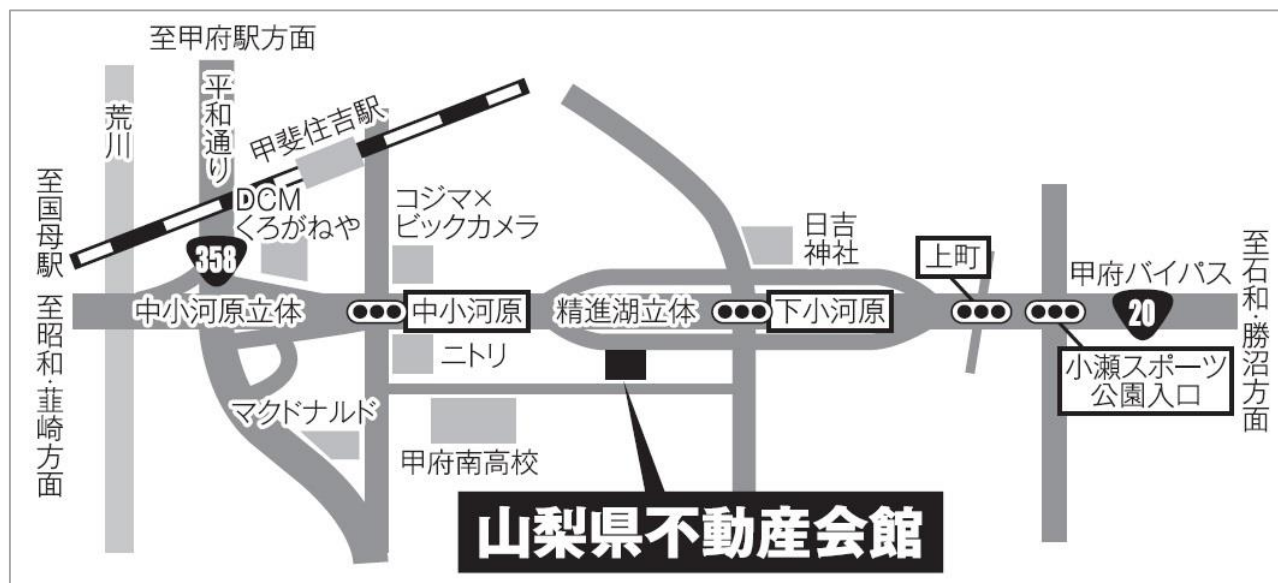 至甲府駅方面
荒川
平和通り
甲斐住吉駅
至国母駅
DCM
くろがねや
コジマ×
ビックカメラ
日吉
神社
上町
甲府バイパス
至石和・勝沼方面
358
中小河原立体
中小河原
精進湖立体
下小河原
20
至昭和・韮崎方面
ニトリ
小瀬スポーツ
公園入口
マクドナルド
甲府南高校
山梨県不動産会館